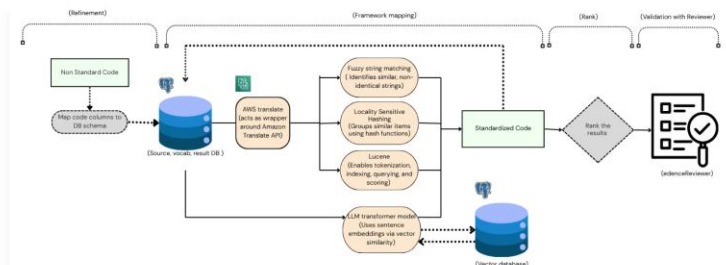 (Refinement)
(Framework mapping)
(Rank)
(Validation with Reviewer)
Non Standard Code
Map code columns to
DB schema
(Source, vocab, result DB )
AWS translate
(acts as wrapper
around Amazon
Translate API)
Fuzzy string matching
( Identifies similar, non-
identical strings)
Locality Sensitive
Hashing
(Groups similar items
using hash functions)
Lucene
(Enables tokenization,
indexing, querying, and
scoring)
LLM transformer model
(Uses sentence
embeddings via vector
similarity)
(Vector database)
Standardized Code
Rank the
results
(edenceReviewer)